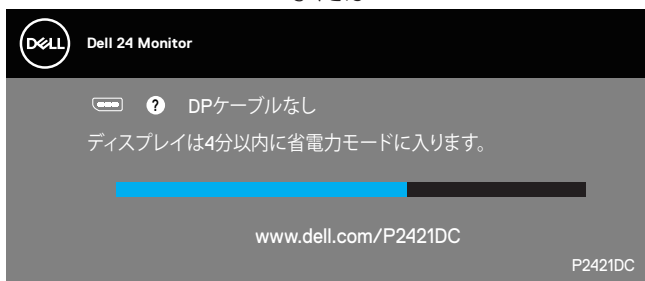 DELL
Dell 24 Monitor
? DPケーブルなし
ディスプレイは4分以内に省電力モードに入ります。
www.dell.com/P2421DC
P2421DC